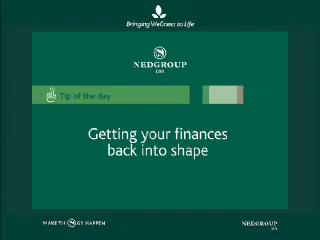 Bringing Wellness to Life
NEDGROUP
LIFE
Tip of the day
Getting your finances
back into shape
MAKE THINGS HAPPEN
NEDGROUP
LIFE